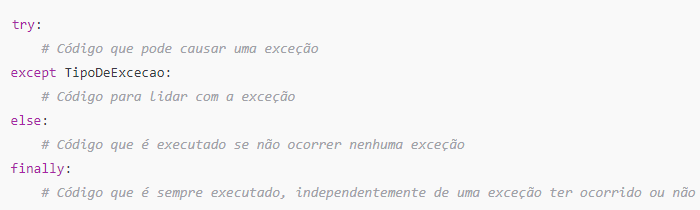 try:
# Código que pode causar uma exceção
except TipoDeExcecao:
# Código para lidar com a exceção
else:
# Código que é executado se não ocorrer nenhuma exceção
finally:
# Código que é sempre executado, independentemente de uma exceção ter ocorrido ou não